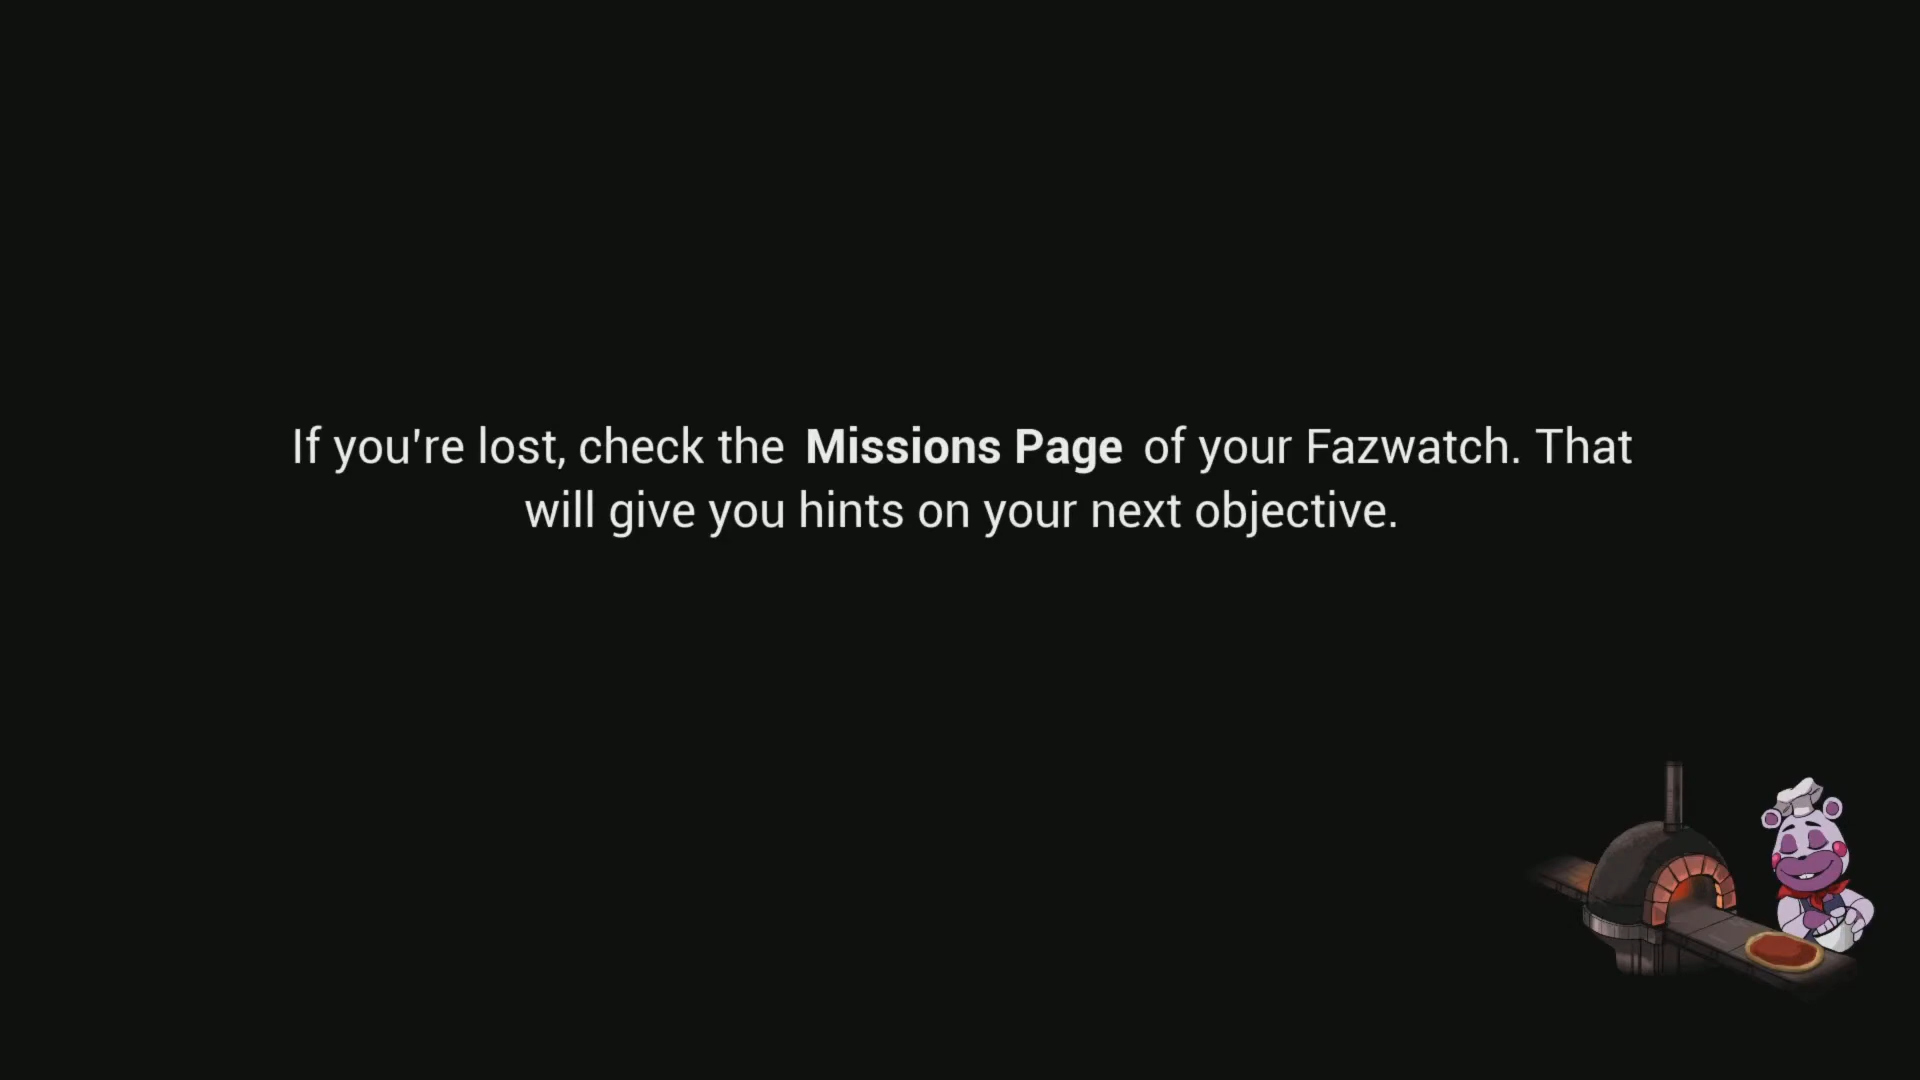 If you're lost, check the Missions Page of your Fazwatch. That
will give you hints on your next objective.